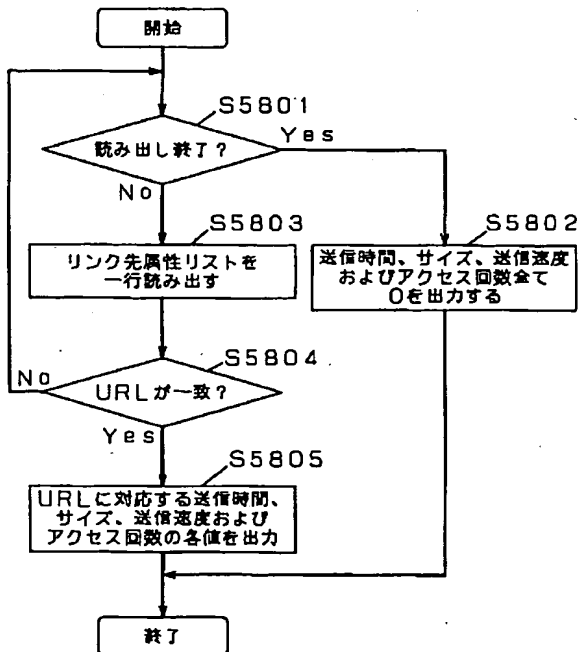 開始
S5801
読み出し終了？
Yes
No
S5803
リンク先属性リストを
一行読み出す
S5802
送信時間、サイズ、送信速度
およびアクセス回数全て
0を出力する
S5804
URLが一致？
No
Yes
S5805
URLに対応する送信時間、
サイズ、送信速度および
アクセス回数の各値を出力
終了